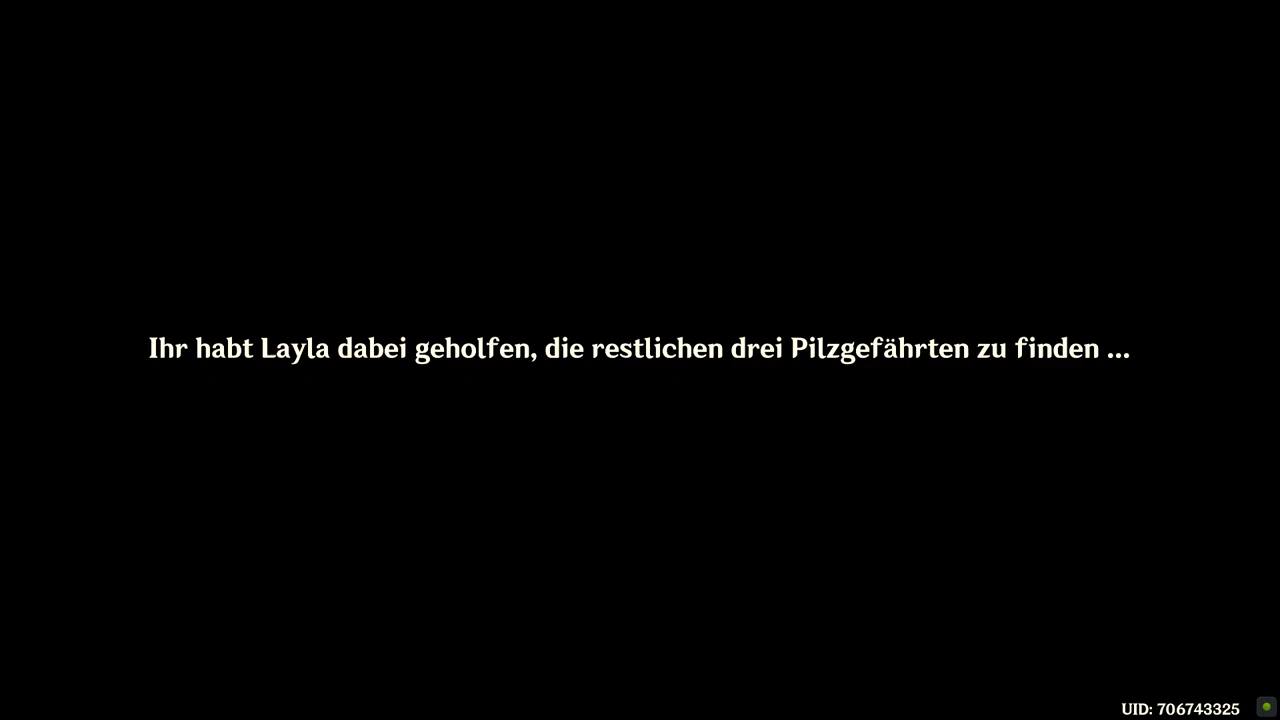 Ihr habt Layla dabei geholfen, die restlichen drei Pilzgefährten zu finden ...
UID: 706743325